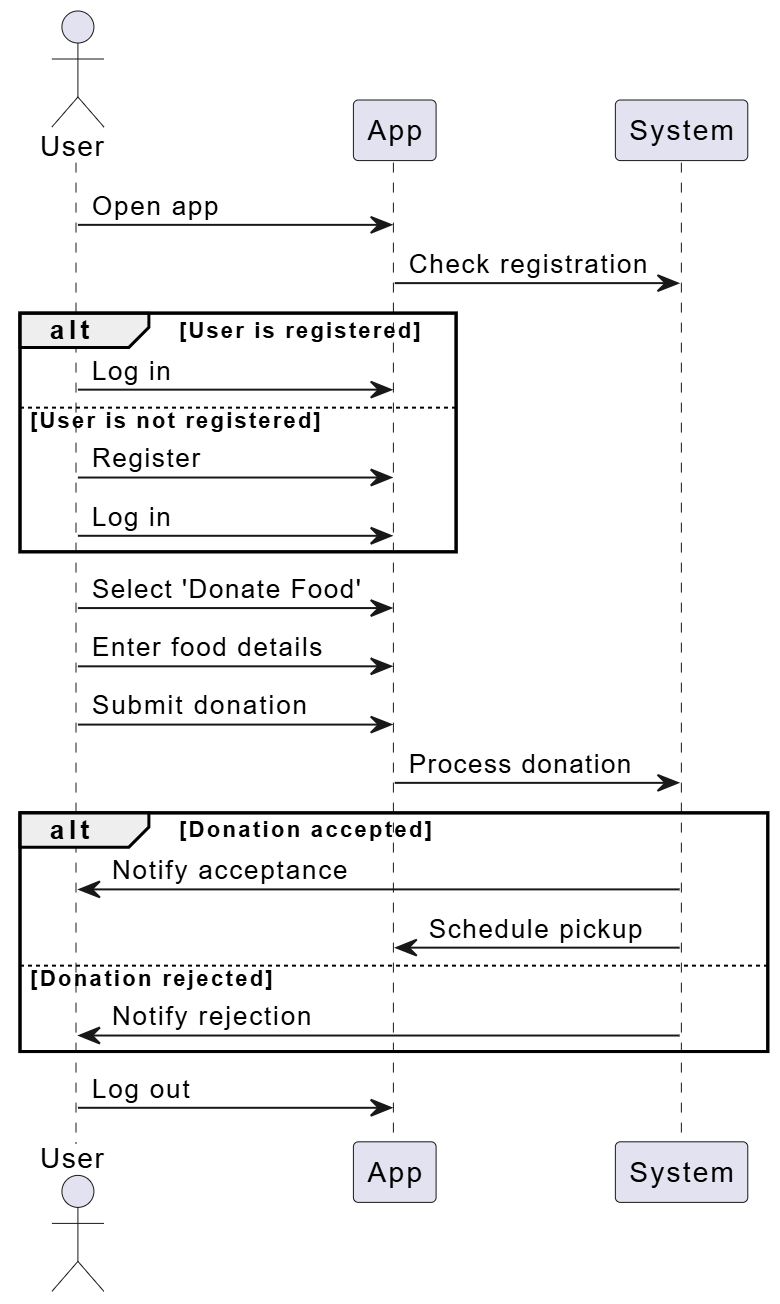 User
App
System
Open app
Check registration
alt
[User is registered]
Log in
[User is not registered]
Register
Log in
Select 'Donate Food'
Enter food details
Submit donation
Process donation
alt
[Donation accepted]
Notify acceptance
Schedule pickup
[Donation rejected]
Notify rejection
Log out
User
App
System